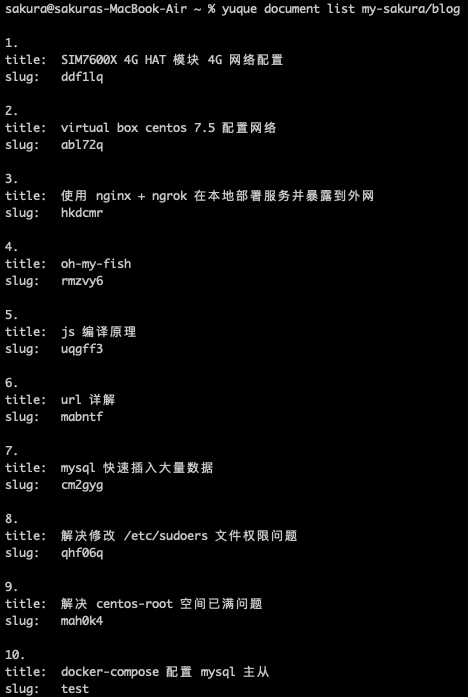 sakura@sakuras-MacBook-Air ~ % yuque document list my-sakura/blog
1.
title: SIM7600X 4G HAT 模块 4G 网络配置
slug: ddf1lq
2.
title: virtual box centos 7.5 配置网络
slug: abl72q
3.
title: 使用 nginx + ngrok 在本地部署服务并暴露到外网
slug: hkdcmr
4.
title: oh-my-fish
slug: rmzvy6
5.
title: js 编译原理
slug: uqgff3
6.
title: url 详解
slug: mabntf
7.
title: mysql 快速插入大量数据
slug: cm2gyg
8.
title: 解决修改 /etc/sudoers 文件权限问题
slug: qhf06q
9.
title: 解决 centos-root 空间已满问题
slug: mah0k4
10.
title: docker-compose 配置 mysql 主从
slug: test